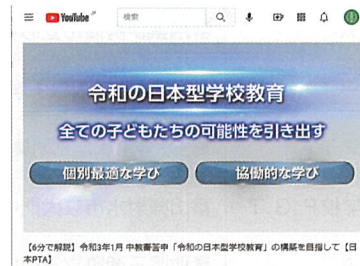 YouTube JP
検索
令和の日本型学校教育
全ての子どもたちの可能性を引き出す
個別最適な学び
協働的な学び
【6分で解説】令和3年1月 中教審答申「令和の日本型学校教育」の構築を目指して【日
本PTA】